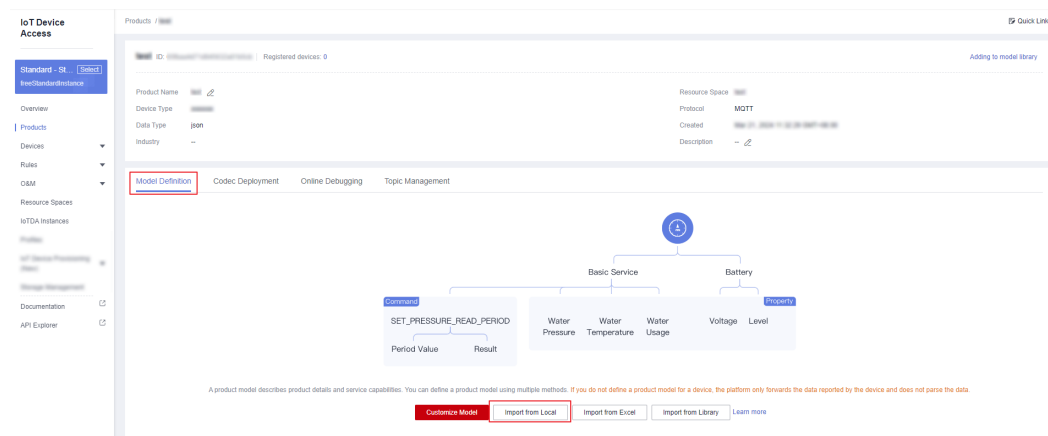 IoT Device
Access
Products /
Quick Link
Standard - St... Select
freeStandardInstance
Overview
Products
Devices
Rules
O&M
Resource Spaces
IoTDA Instances
Documentation
API Explorer
ID: | Registered devices: 0
Adding to model library
Product Name
Resource Space
Device Type
Protocol MQTT
Data Type json
Created
Industry --
Description --
Model Definition Codec Deployment Online Debugging Topic Management
Basic Service Battery
Command
Property
SET_PRESSURE_READ_PERIOD
Period Value Result
Water Pressure
Water Temperature
Water Usage
Voltage Level
A product model describes product details and service capabilities. You can define a product model using multiple methods. If you do not define a product model for a device, the platform only forwards the data reported by the device and does not parse the data
Customize Model Import from Local Import from Excel Import from Library Learn more